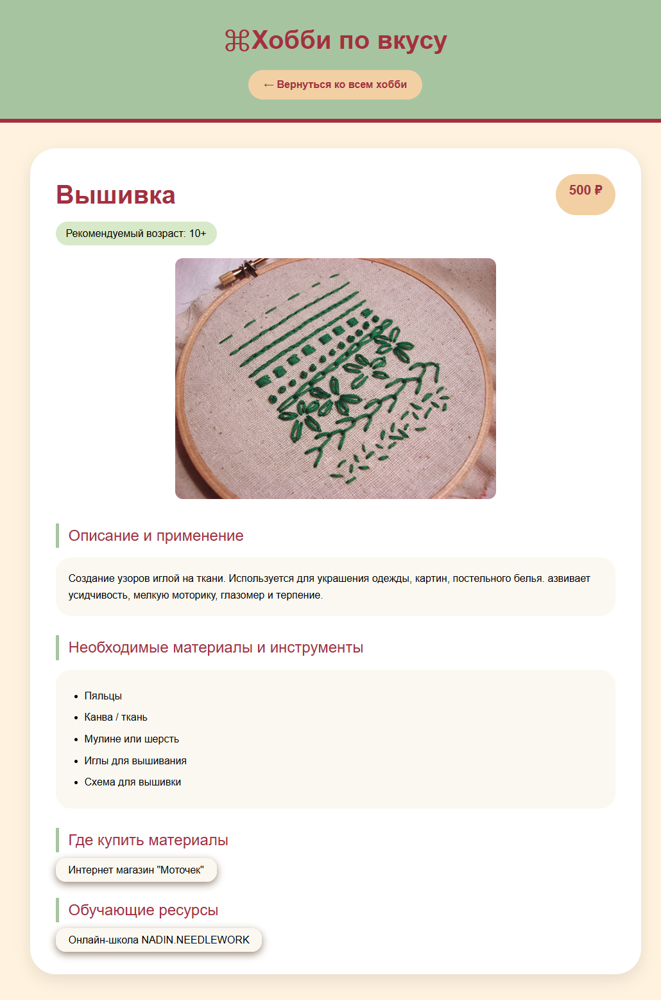 ⌘Хобби по вкусу
← Вернуться ко всем хобби
Вышивка
500 ₽
Рекомендуемый возраст: 10+
Описание и применение
Создание узоров иглой на ткани. Используется для украшения одежды, картин, постельного белья. азвивает
усидчивость, мелкую моторику, глазомер и терпение.
Необходимые материалы и инструменты
• Пяльцы
• Канва / ткань
• Мулине или шерсть
• Иглы для вышивания
• Схема для вышивки
Где купить материалы
Интернет магазин "Моточек"
Обучающие ресурсы
Онлайн-школа NADIN.NEEDLEWORK